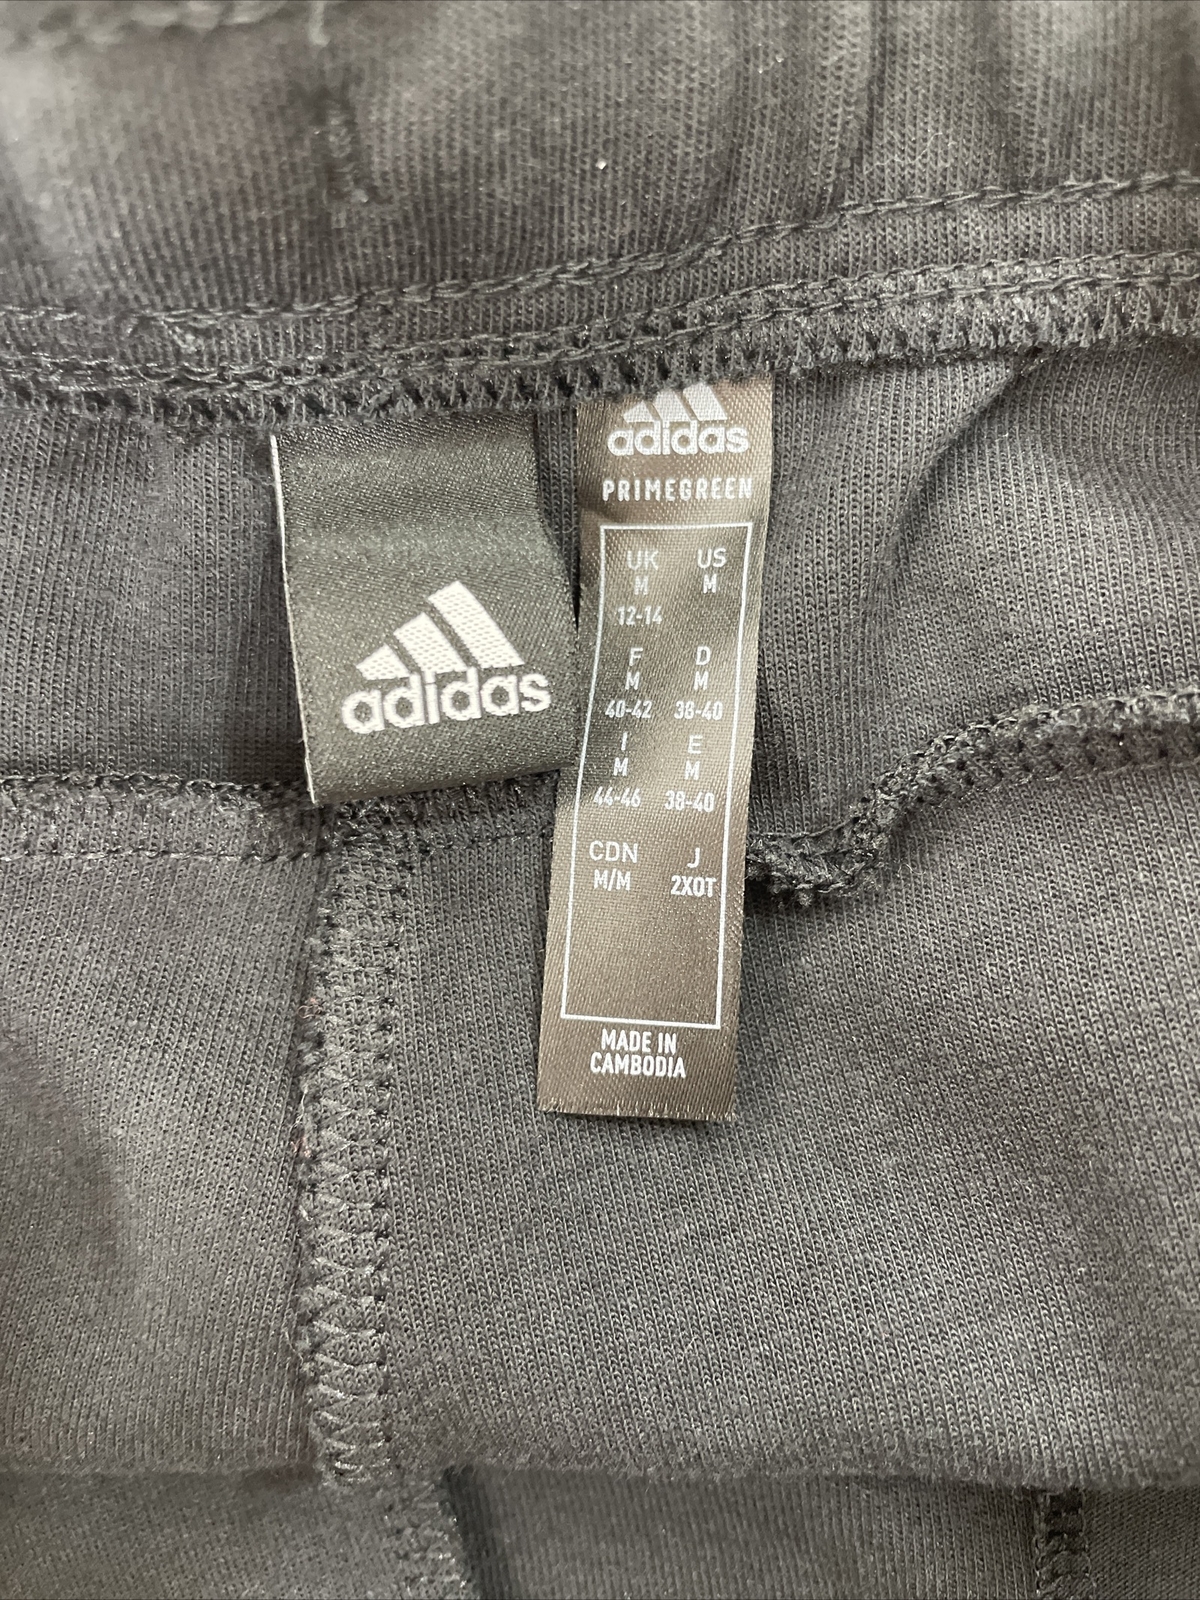 adidas
adidas
PRIMEGREEN
UK US
M M
12-14
F D
M M
40-42 38-40
I E
M M
44-46 38-40
CDN J
M/M 2XOT
MADE IN
CAMBODIA